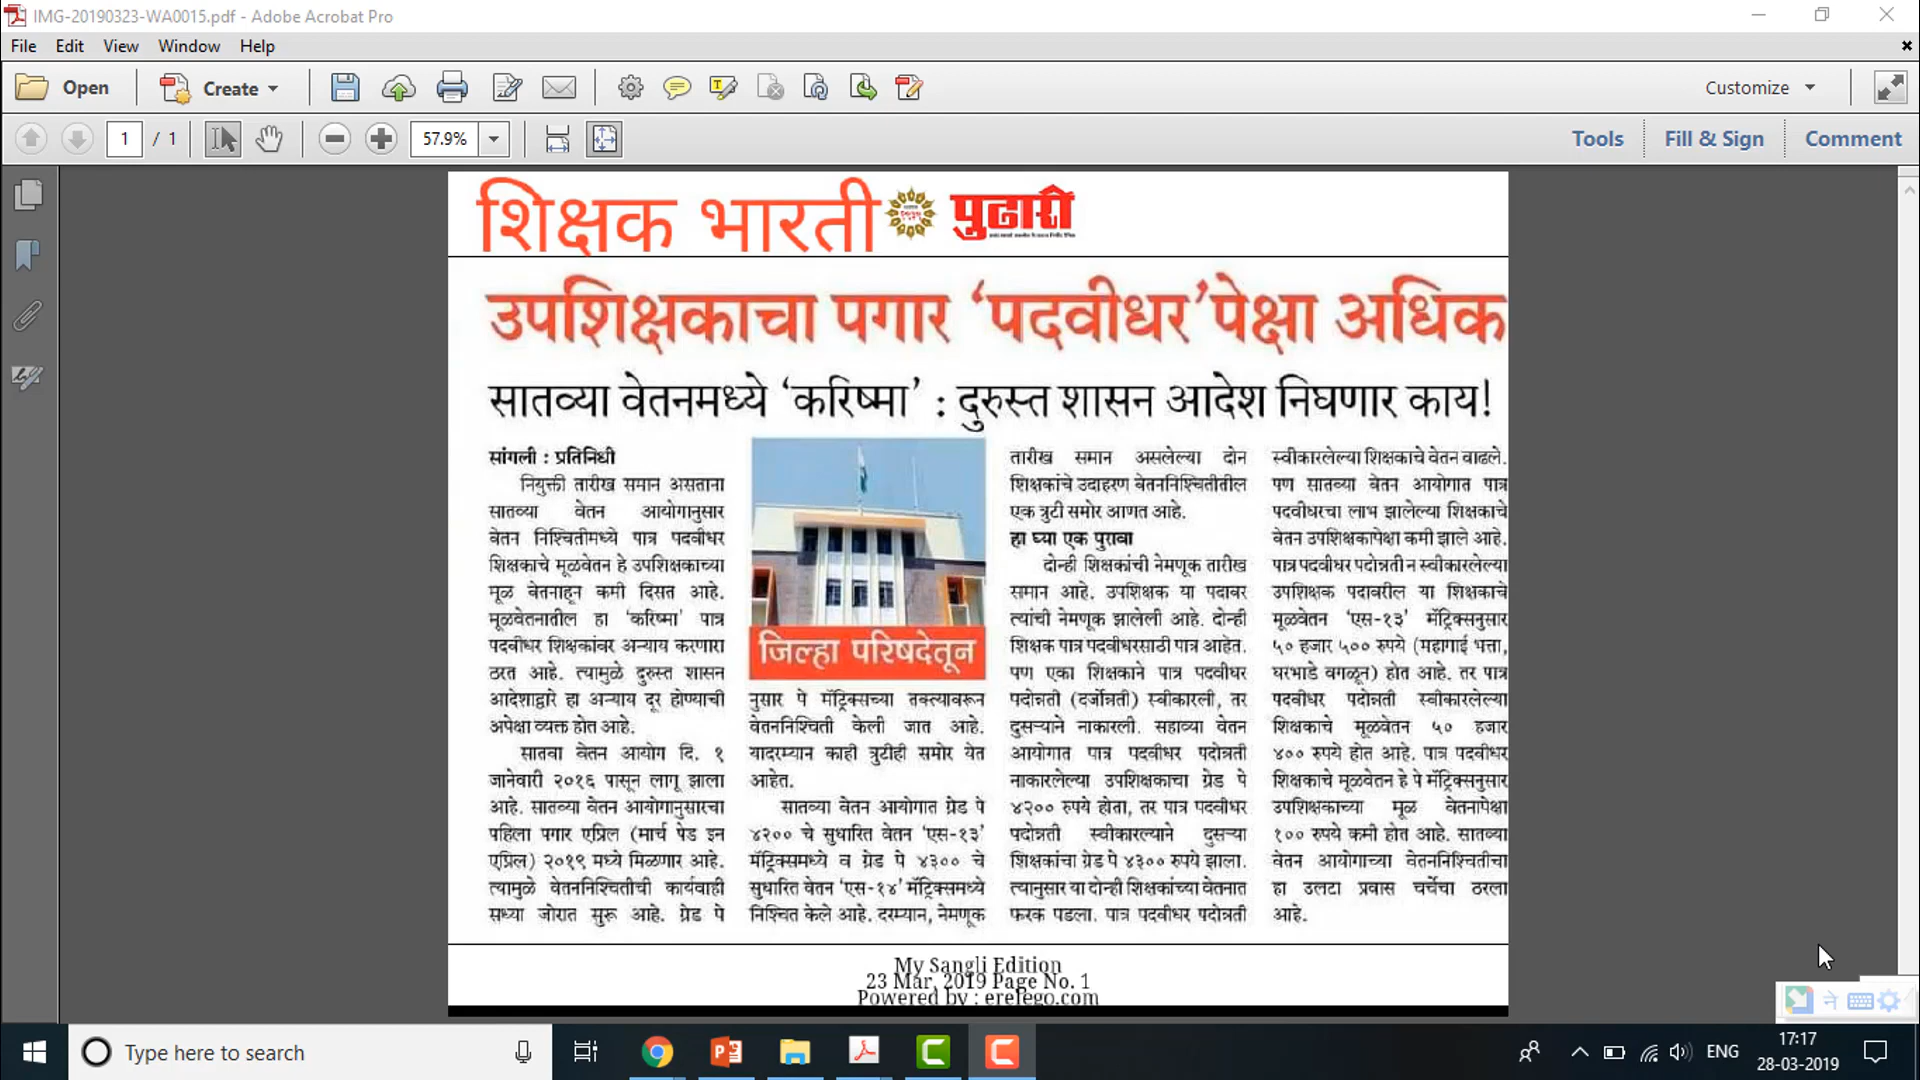 IMG-20190323-WA0015.pdf - Adobe Acrobat Pro
File Edit View Window Help
Open Create Customize
1 / 1 57.9% Tools Fill & Sign Comment
शिक्षक भारती पुढारी
उपशिक्षकाचा पगार ‘पदवीधर’पेक्षा अधिक
सातव्या वेतनमध्ये ‘करिष्मा’ : दुरुस्त शासन आदेश निघणार काय!
सांगली : प्रतिनिधी
नियुक्ती तारीख समान असताना
सातव्या वेतन आयोगानुसार
वेतन निश्चितीमध्ये पात्र पदवीधर
शिक्षकाचे मूळवेतन हे उपशिक्षकाच्या
मूळ वेतनाहून कमी दिसत आहे.
मूळवेतनातील हा ‘करिष्मा’ पात्र
पदवीधर शिक्षकांवर अन्याय करणारा
ठरत आहे. त्यामुळे दुरुस्त शासन
आदेशाद्वारे हा अन्याय दूर होण्याची
अपेक्षा व्यक्त होत आहे.
सातवा वेतन आयोग दि. १
जानेवारी २०१६ पासून लागू झाला
आहे. सातव्या वेतन आयोगानुसारचा
पहिला पगार एप्रिल (मार्च पेड इन
एप्रिल) २०१९ मध्ये मिळणार आहे.
त्यामुळे वेतननिश्चितीची कार्यवाही
सध्या जोरात सुरू आहे. ग्रेड पे
जिल्हा परिषदेतून
नुसार पे मॅट्रिक्सच्या तक्त्यावरून
वेतननिश्चिती केली जात आहे.
यादरम्यान काही त्रुटीही समोर येत
आहेत.
सातव्या वेतन आयोगात ग्रेड पे
४२०० चे सुधारित वेतन ‘एस-१३’
मॅट्रिक्समध्ये व ग्रेड पे ४३०० चे
सुधारित वेतन ‘एस-१४’ मॅट्रिक्समध्ये
निश्चित केले आहे. दरम्यान, नेमणूक
तारीख समान असलेल्या दोन
शिक्षकांचे उदाहरण वेतननिश्चितीतील
एक त्रुटी समोर आणत आहे.
हा घ्या एक पुरावा
दोन्ही शिक्षकांची नेमणूक तारीख
समान आहे. उपशिक्षक या पदावर
त्यांची नेमणूक झालेली आहे. दोन्ही
शिक्षक पात्र पदवीधरसाठी पात्र आहेत.
पण एका शिक्षकाने पात्र पदवीधर
पदोन्नती (दर्जोन्नती) स्वीकारली, तर
दुसऱ्याने नाकारली. सहाव्या वेतन
आयोगात पात्र पदवीधर पदोन्नती
नाकारलेल्या उपशिक्षकाचा ग्रेड पे
४२०० रुपये होता, तर पात्र पदवीधर
पदोन्नती स्वीकारल्याने दुसऱ्या
शिक्षकांचा ग्रेड पे ४३०० रुपये झाला.
त्यानुसार या दोन्ही शिक्षकांच्या वेतनात
फरक पडला. पात्र पदवीधर पदोन्नती
स्वीकारलेल्या शिक्षकाचे वेतन वाढले.
पण सातव्या वेतन आयोगात पात्र
पदवीधरचा लाभ झालेल्या शिक्षकाचे
वेतन उपशिक्षकापेक्षा कमी झाले आहे.
पात्र पदवीधर पदोन्नती न स्वीकारलेल्या
उपशिक्षक पदावरील या शिक्षकाचे
मूळवेतन ‘एस-१३’ मॅट्रिक्सनुसार
५० हजार ५०० रुपये (महागाई भत्ता,
घरभाडे वगळून) होत आहे. तर पात्र
पदवीधर पदोन्नती स्वीकारलेल्या
शिक्षकाचे मूळवेतन ५० हजार
४०० रुपये होत आहे. पात्र पदवीधर
शिक्षकाचे मूळवेतन हे पे मॅट्रिक्सनुसार
उपशिक्षकाच्या मूळ वेतनापेक्षा
१०० रुपये कमी होत आहे. सातव्या
वेतन आयोगाच्या वेतननिश्चितीचा
हा उलटा प्रवास चर्चेचा ठरला
आहे.
My Sangli Edition
23 Mar, 2019 Page No. 1
Powered by : erelego.com
Type here to search
ENG
17:17
28-03-2019